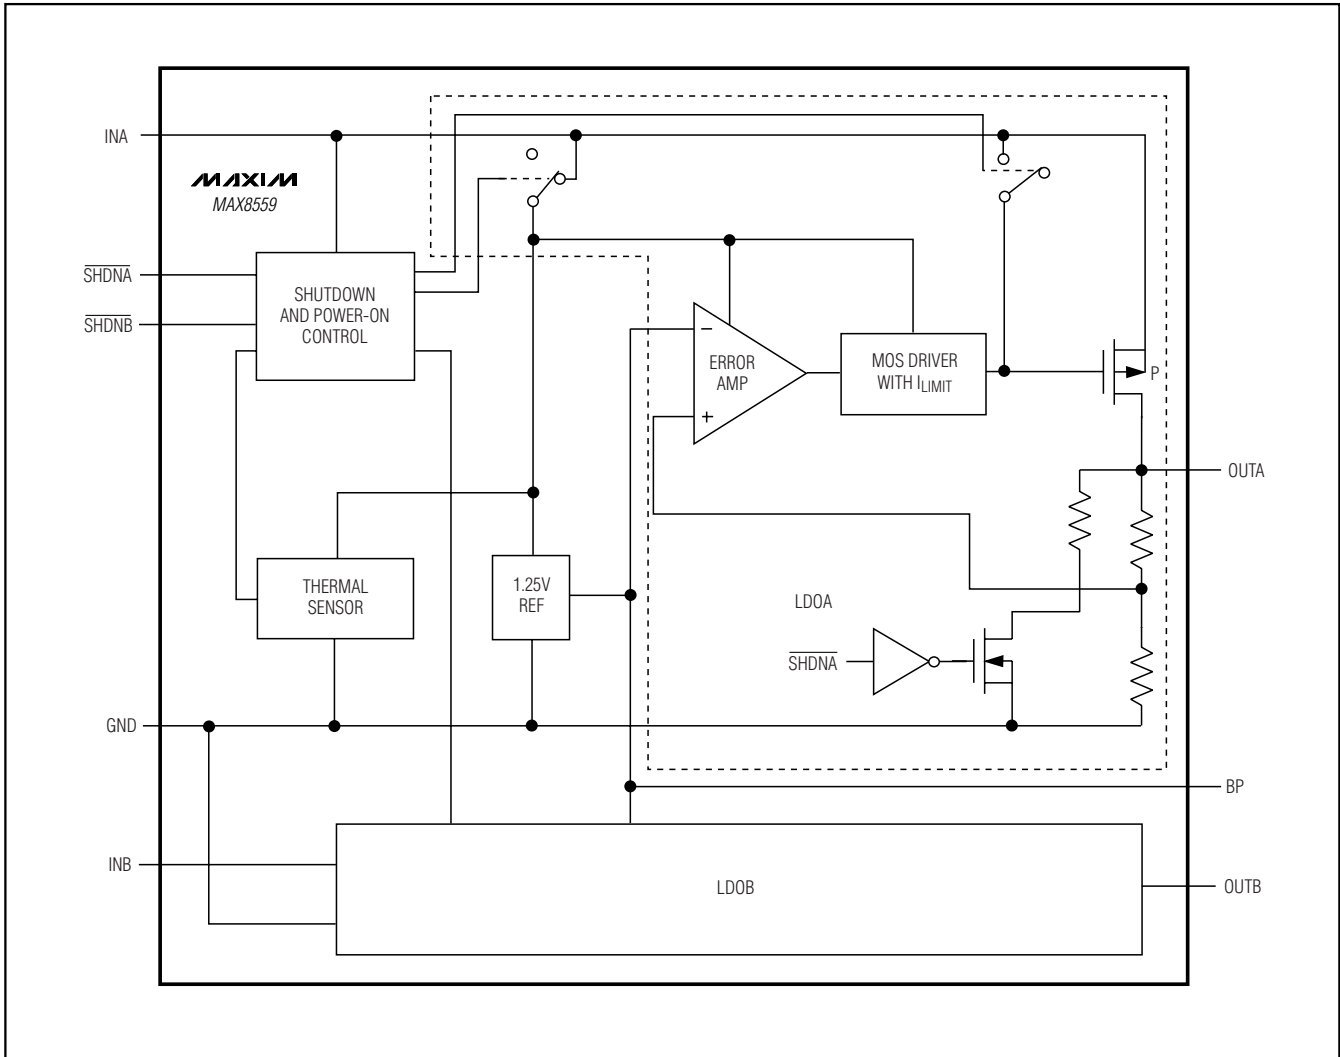 INA
MAXIM
MAX8559
SHDNA
SHDNB
SHUTDOWN
AND POWER-ON
CONTROL
−
ERROR
AMP
+
MOS DRIVER
WITH ILIMIT
P
OUTA
THERMAL
SENSOR
1.25V
REF
LDOA
SHDNA
GND
BP
INB
LDOB
OUTB